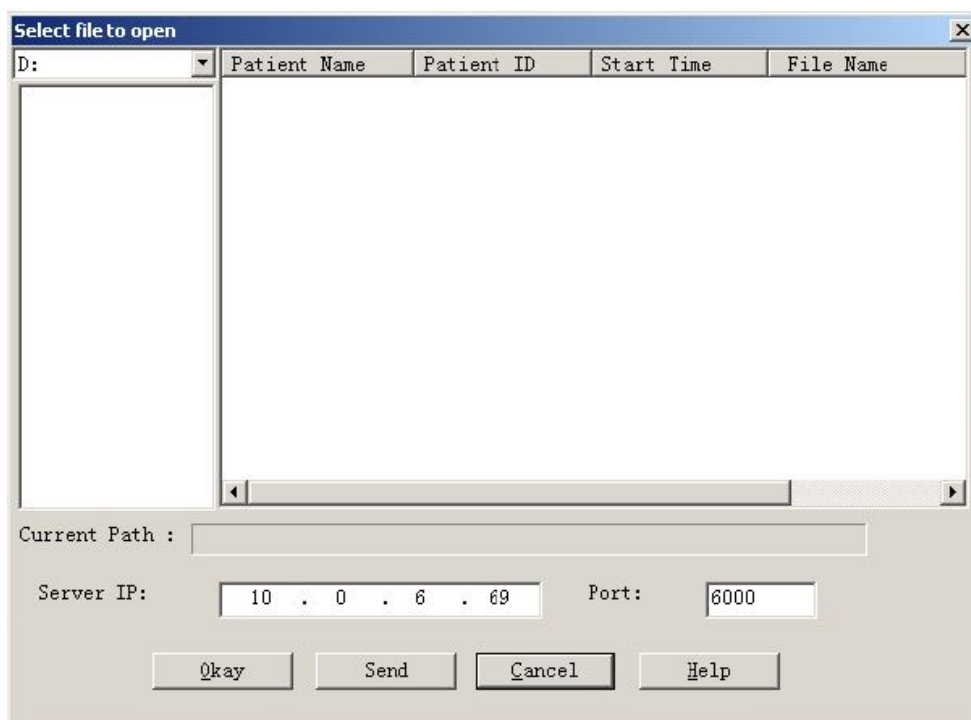 Select file to open
D: Patient Name Patient ID Start Time File Name
Current Path :
Server IP: 10 . 0 . 6 . 69 Port: 6000
Okay Send Cancel Help